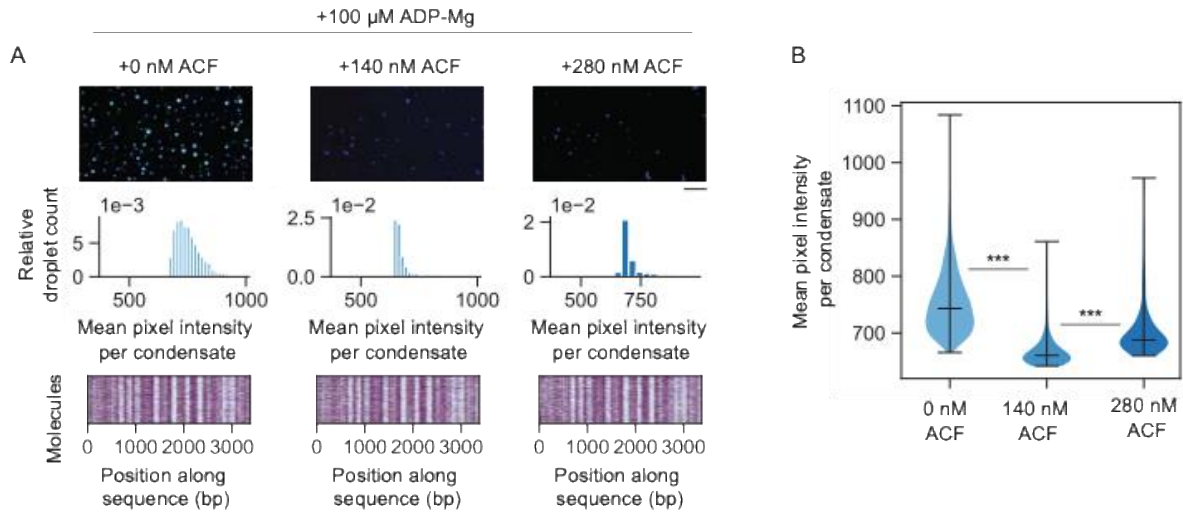 +100 µM ADP-Mg
A
+0 nM ACF
+140 nM ACF
+280 nM ACF
Relative
droplet count
1e−3
5
0
500
1000
1e−2
2.5
0.0
500
1000
1e−2
2
0
500
750
Mean pixel intensity
per condensate
Mean pixel intensity
per condensate
Mean pixel intensity
per condensate
Molecules
0
1000
2000
3000
0
1000
2000
3000
0
1000
2000
3000
Position along
sequence (bp)
Position along
sequence (bp)
Position along
sequence (bp)
B
Mean pixel intensity
per condensate
1100
1000
900
800
700
***
***
0 nM
ACF
140 nM
ACF
280 nM
ACF